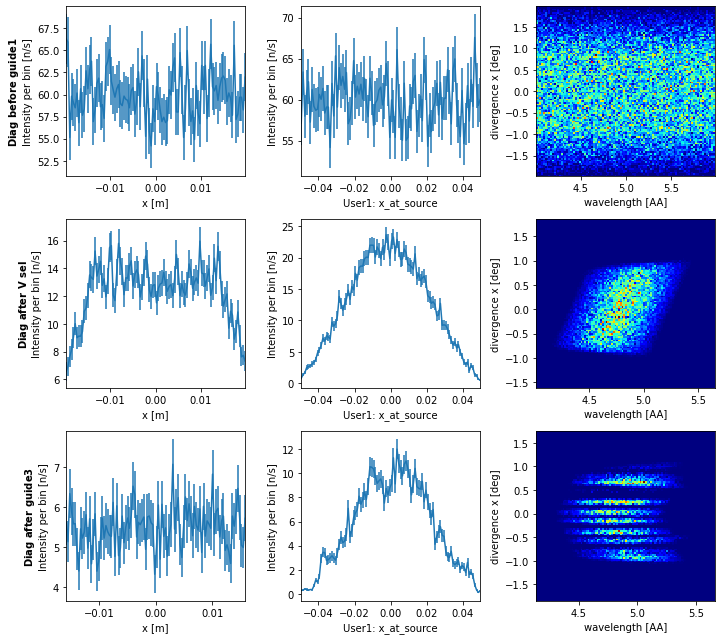 Diag before guide1
Intensity per bin [n/s]
67.5
65.0
62.5
60.0
57.5
55.0
52.5
−0.01 0.00 0.01
x [m]
Intensity per bin [n/s]
70
65
60
55
−0.04 −0.02 0.00 0.02 0.04
User1: x_at_source
divergence x [deg]
1.5
1.0
0.5
0.0
−0.5
−1.0
−1.5
4.5 5.0 5.5
wavelength [AA]
Diag after V sel
Intensity per bin [n/s]
16
14
12
10
8
6
−0.01 0.00 0.01
x [m]
Intensity per bin [n/s]
25
20
15
10
5
0
−0.04 −0.02 0.00 0.02 0.04
User1: x_at_source
divergence x [deg]
1.5
1.0
0.5
0.0
−0.5
−1.0
−1.5
4.5 5.0 5.5
wavelength [AA]
Diag after guide3
Intensity per bin [n/s]
7
6
5
4
−0.01 0.00 0.01
x [m]
Intensity per bin [n/s]
12
10
8
6
4
2
0
−0.04 −0.02 0.00 0.02 0.04
User1: x_at_source
divergence x [deg]
1.5
1.0
0.5
0.0
−0.5
−1.0
−1.5
4.5 5.0 5.5
wavelength [AA]